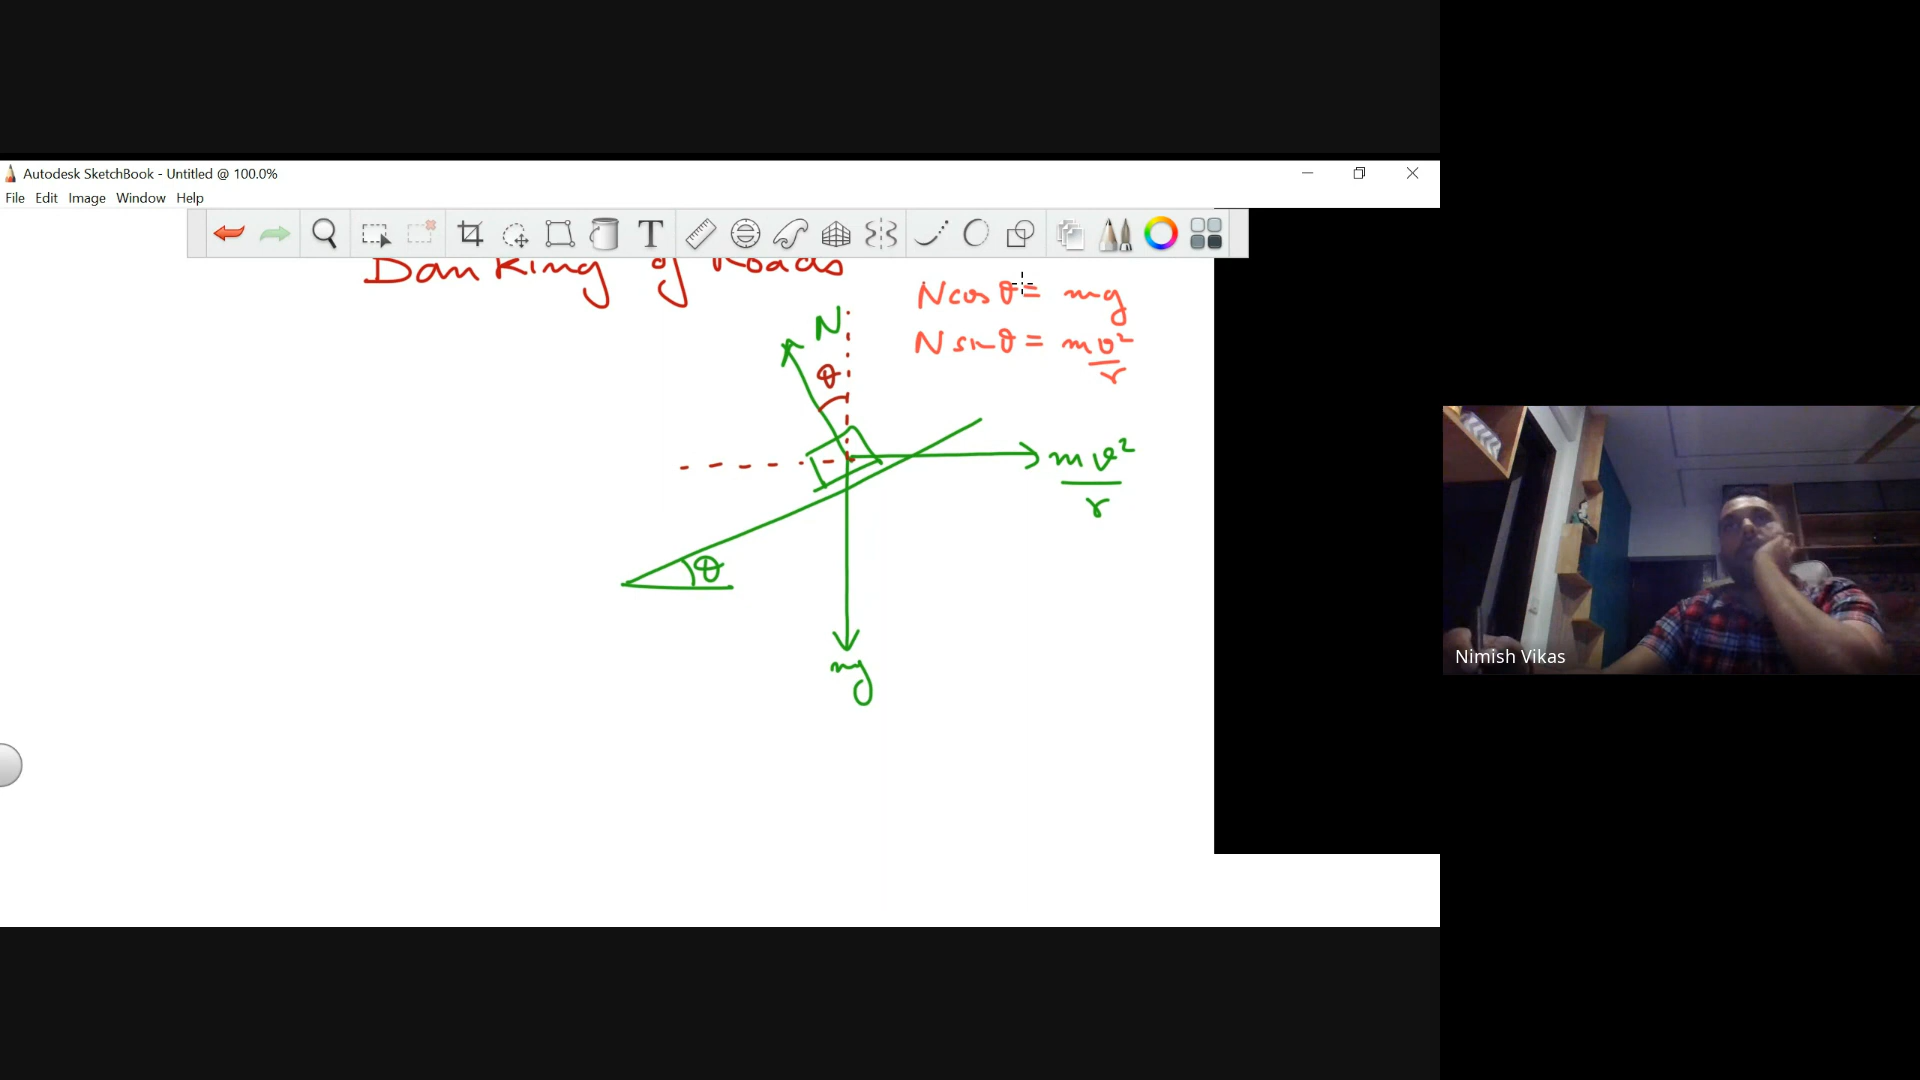 Autodesk SketchBook - Untitled @ 100.0%
File Edit Image Window Help
T
Banking of Roads
N cos θ = mg
N sin θ = mv²/r
N
θ
mv²/r
θ
mg
Nimish Vikas